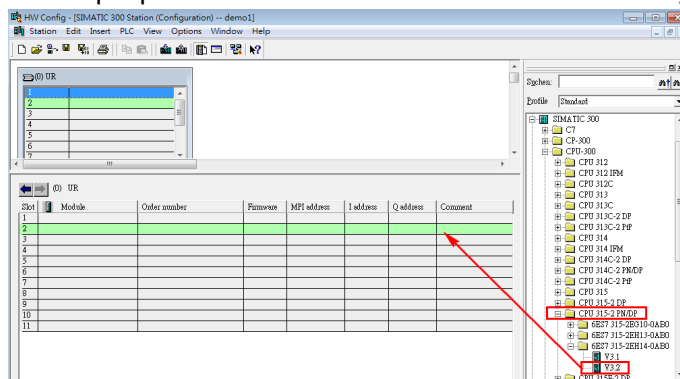 HW Config - [SIMATIC 300 Station (Configuration) -- demo1]
Station Edit Insert PLC View Options Window Help
(0) UR
1
2
3
4
5
6
7
(0) UR
Slot Module Order number Firmware MPI address I address Q address Comment
1
2
3
4
5
6
7
8
9
10
11
Suchen:
Profile Standard
SIMATIC 300
C7
CP-300
CPU-300
CPU 312
CPU 312 IFM
CPU 312C
CPU 313
CPU 313C
CPU 313C-2 DP
CPU 313C-2 PtP
CPU 314
CPU 314 IFM
CPU 314C-2 DP
CPU 314C-2 PN/DP
CPU 314C-2 PtP
CPU 315
CPU 315-2 DP
CPU 315-2 PN/DP
6ES7 315-2EG10-0AB0
6ES7 315-2EH13-0AB0
6ES7 315-2EH14-0AB0
V3.1
V3.2
CPU 315F-2 DP